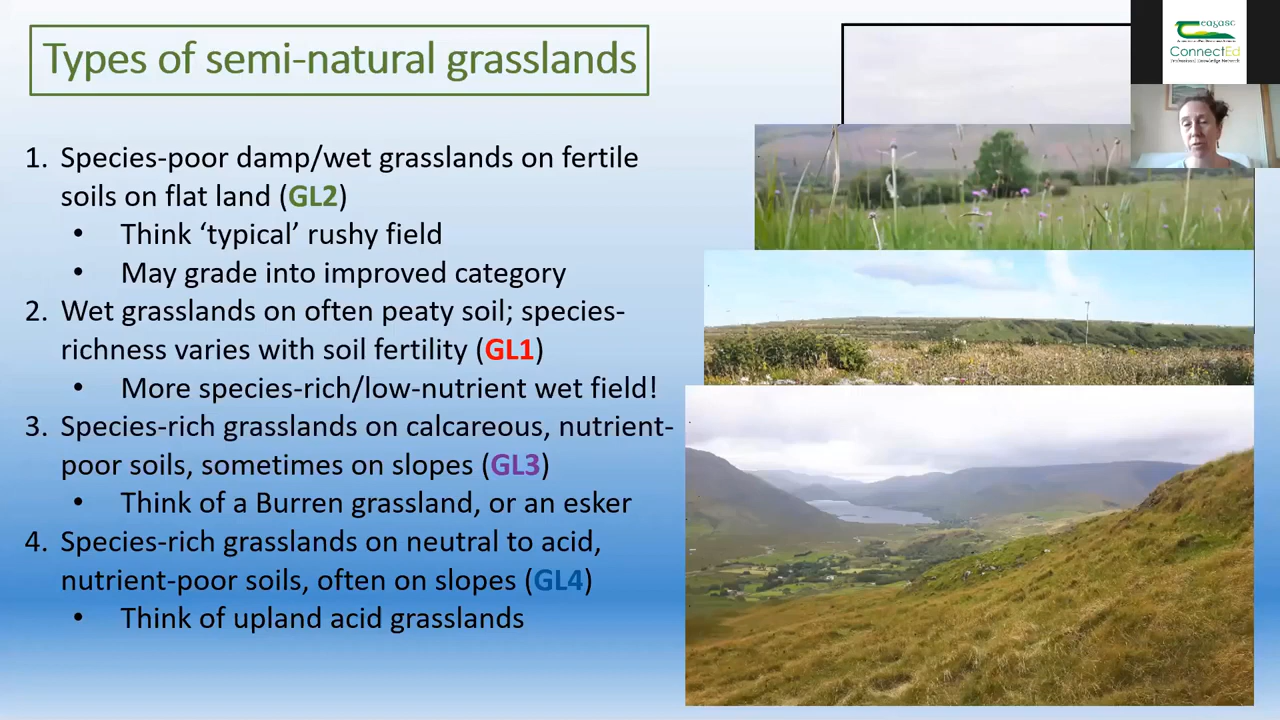 Types of semi-natural grasslands
eagasc
ConnectEd
1. Species-poor damp/wet grasslands on fertile
soils on flat land (GL2)
• Think ‘typical’ rushy field
• May grade into improved category
2. Wet grasslands on often peaty soil; species-
richness varies with soil fertility (GL1)
• More species-rich/low-nutrient wet field!
3. Species-rich grasslands on calcareous, nutrient-
poor soils, sometimes on slopes (GL3)
• Think of a Burren grassland, or an esker
4. Species-rich grasslands on neutral to acid,
nutrient-poor soils, often on slopes (GL4)
• Think of upland acid grasslands